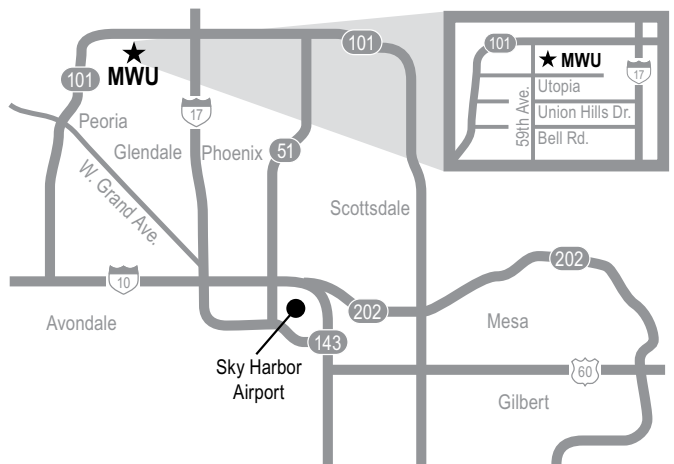 101
101
MWU
101
17
Peoria
Glendale
Phoenix
51
W. Grand Ave.
Scottsdale
10
Avondale
202
202
Mesa
143
Sky Harbor
Airport
60
Gilbert
101
MWU
17
59th Ave.
Utopia
Union Hills Dr.
Bell Rd.